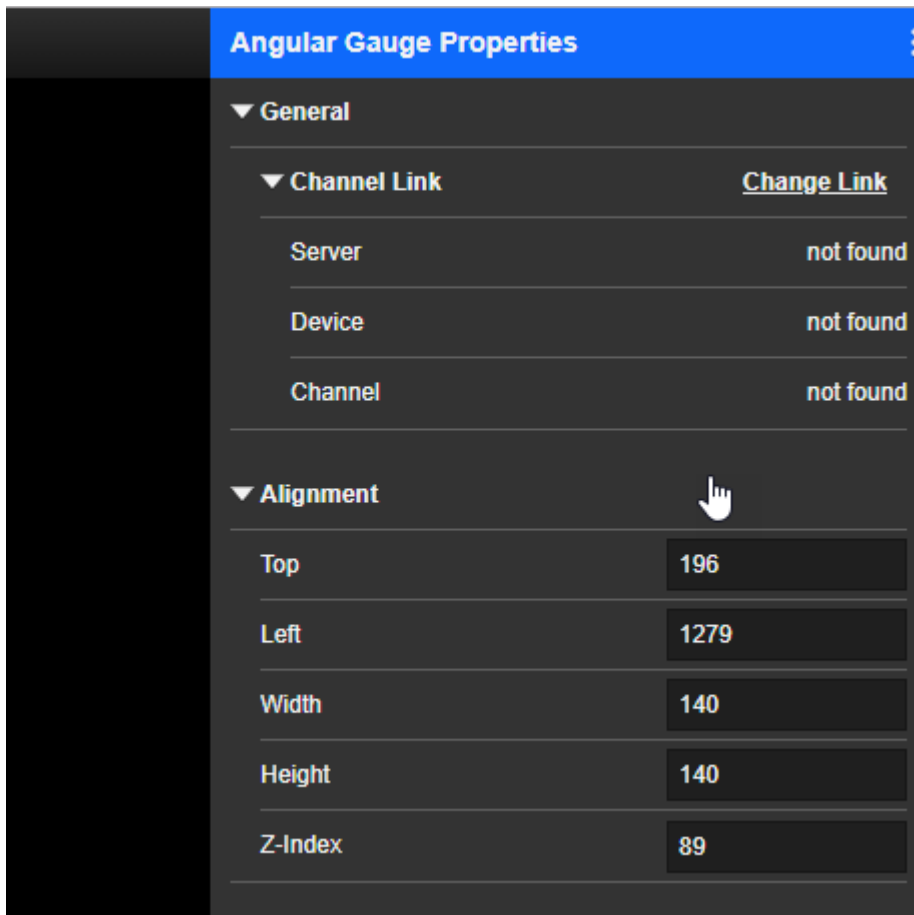 Angular Gauge Properties
General
Channel Link Change Link
Server not found
Device not found
Channel not found
Alignment
Top 196
Left 1279
Width 140
Height 140
Z-Index 89